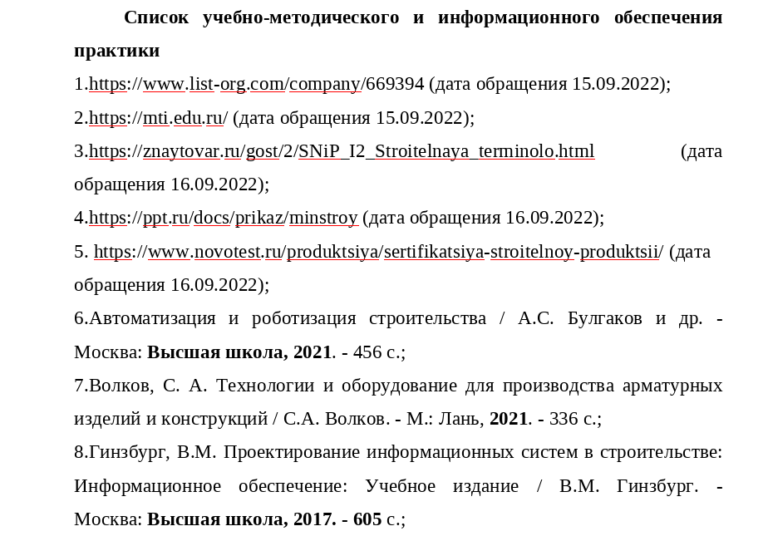 Список учебно-методического и информационного обеспечения
практики
1.https://www.list-org.com/company/669394 (дата обращения 15.09.2022);
2.https://mti.edu.ru/ (дата обращения 15.09.2022);
3.https://znaytovar.ru/gost/2/SNiP_I2_Stroitelnaya_terminolo.html (дата
обращения 16.09.2022);
4.https://ppt.ru/docs/prikaz/minstroy (дата обращения 16.09.2022);
5. https://www.novotest.ru/produktsiya/sertifikatsiya-stroitelnoy-produktsii/ (дата
обращения 16.09.2022);
6.Автоматизация и роботизация строительства / А.С. Булгаков и др. -
Москва: Высшая школа, 2021. - 456 c.;
7.Волков, С. А. Технологии и оборудование для производства арматурных
изделий и конструкций / С.А. Волков. - М.: Лань, 2021. - 336 c.;
8.Гинзбург, В.М. Проектирование информационных систем в строительстве:
Информационное обеспечение: Учебное издание / В.М. Гинзбург. -
Москва: Высшая школа, 2017. - 605 c.;